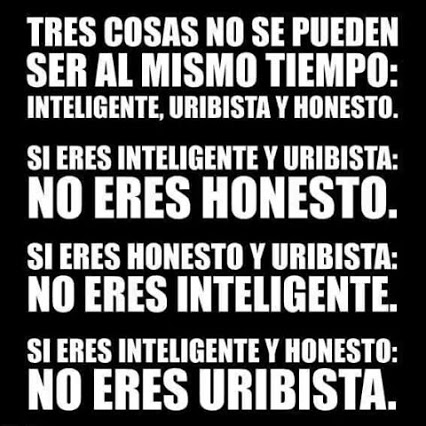 TRES COSAS NO SE PUEDEN
SER AL MISMO TIEMPO:
INTELIGENTE, URIBISTA Y HONESTO.
SI ERES INTELIGENTE Y URIBISTA:
NO ERES HONESTO.
SI ERES HONESTO Y URIBISTA:
NO ERES INTELIGENTE.
SI ERES INTELIGENTE Y HONESTO:
NO ERES URIBISTA.